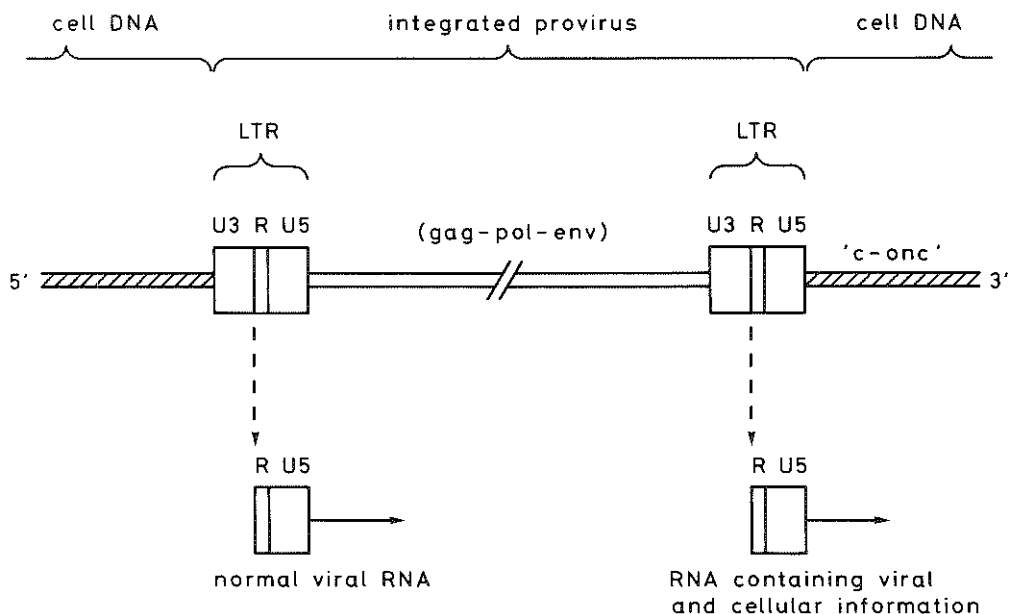 cell DNA integrated provirus cell DNA
LTR LTR
U3 R U5 (gag-pol-env) U3 R U5
'c-onc'
5' 3'
R U5 R U5
normal viral RNA RNA containing viral
and cellular information